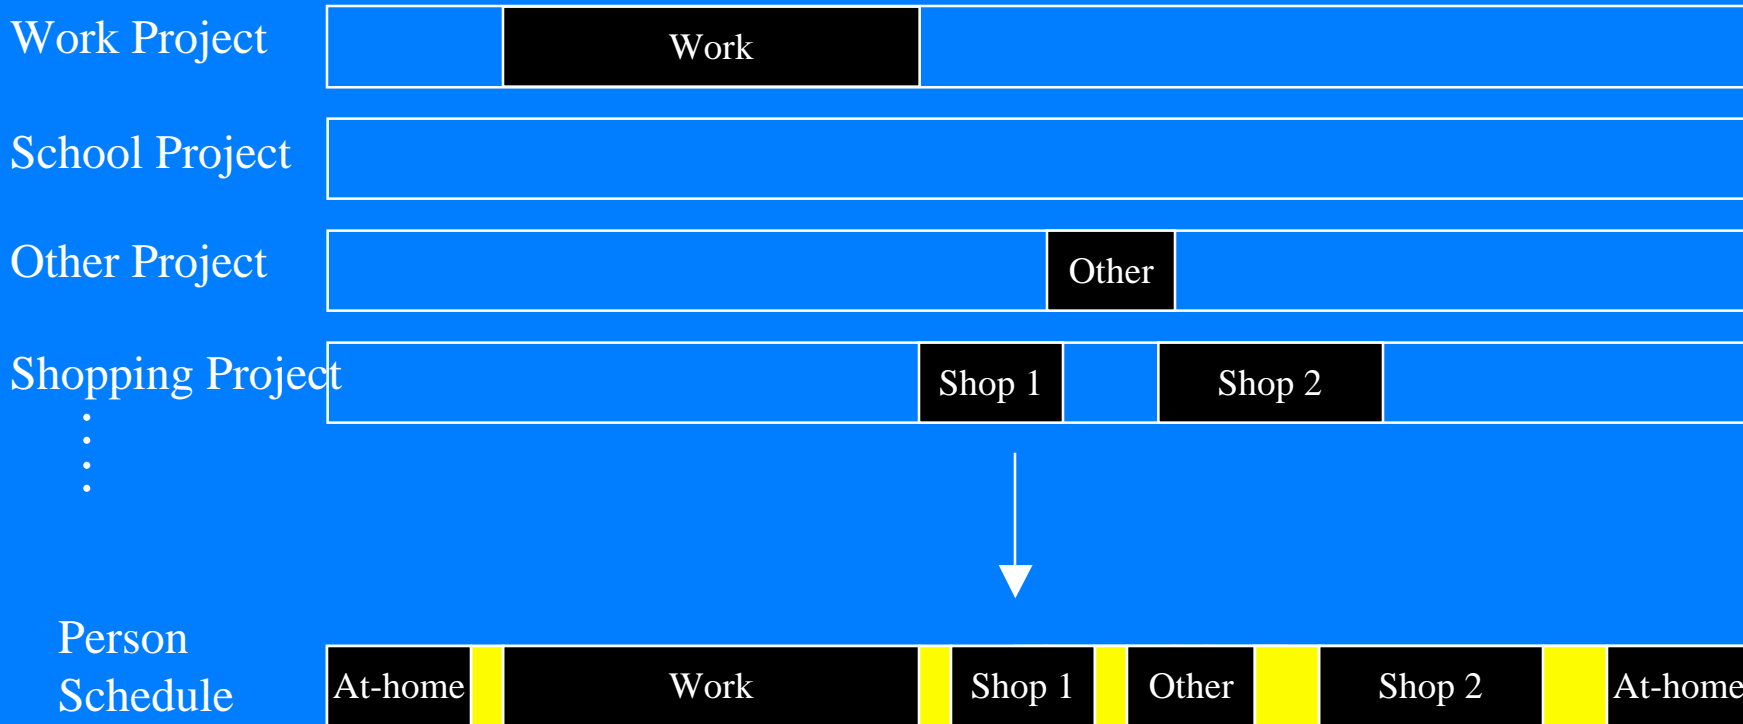 Work Project
Work
School Project
Other Project
Other
Shopping Project
Shop 1
Shop 2
Person
Schedule
At-home
Work
Shop 1
Other
Shop 2
At-home